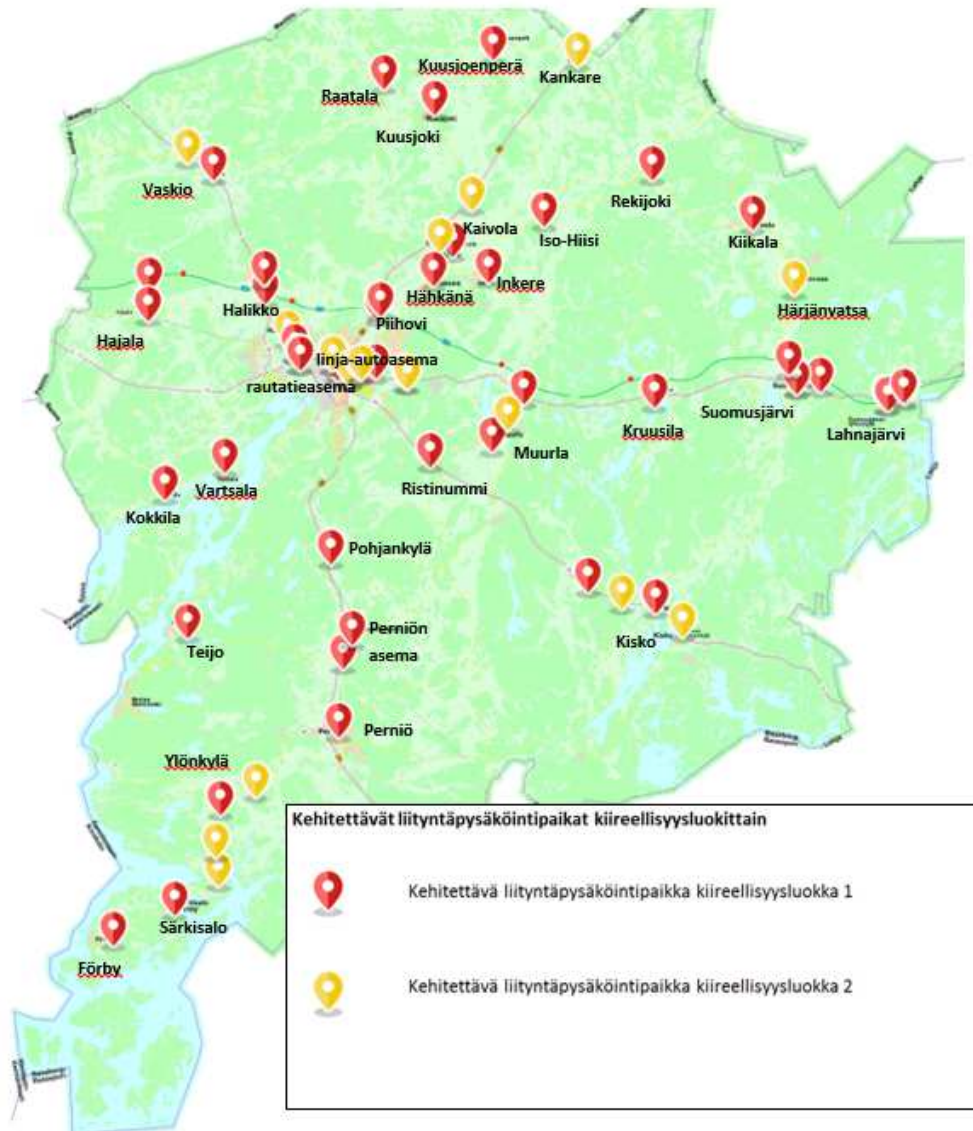 Kuusjoenperä
Kankare
Raatala
Kuusjoki
Vaskio
Rekijoki
Kaivola
Iso-Hiisi
Kiikala
Inkere
Hähkänä
Halikko
Piihovi
Härjänvatsa
Hajala
linja-autoasema
rautatieasema
Suomusjärvi
Kruusila
Lahnajärvi
Muurla
Ristinummi
Vartsala
Kokkila
Pohjankylä
Perniön
asema
Teijo
Kisko
Perniö
Ylönkylä
Särkisalo
Förby
Kehitettävät liityntäpysäköintipaikat kiireellisyysluokittain
Kehitettävä liityntäpysäköintipaikka kiireellisyysluokka 1
Kehitettävä liityntäpysäköintipaikka kiireellisyysluokka 2